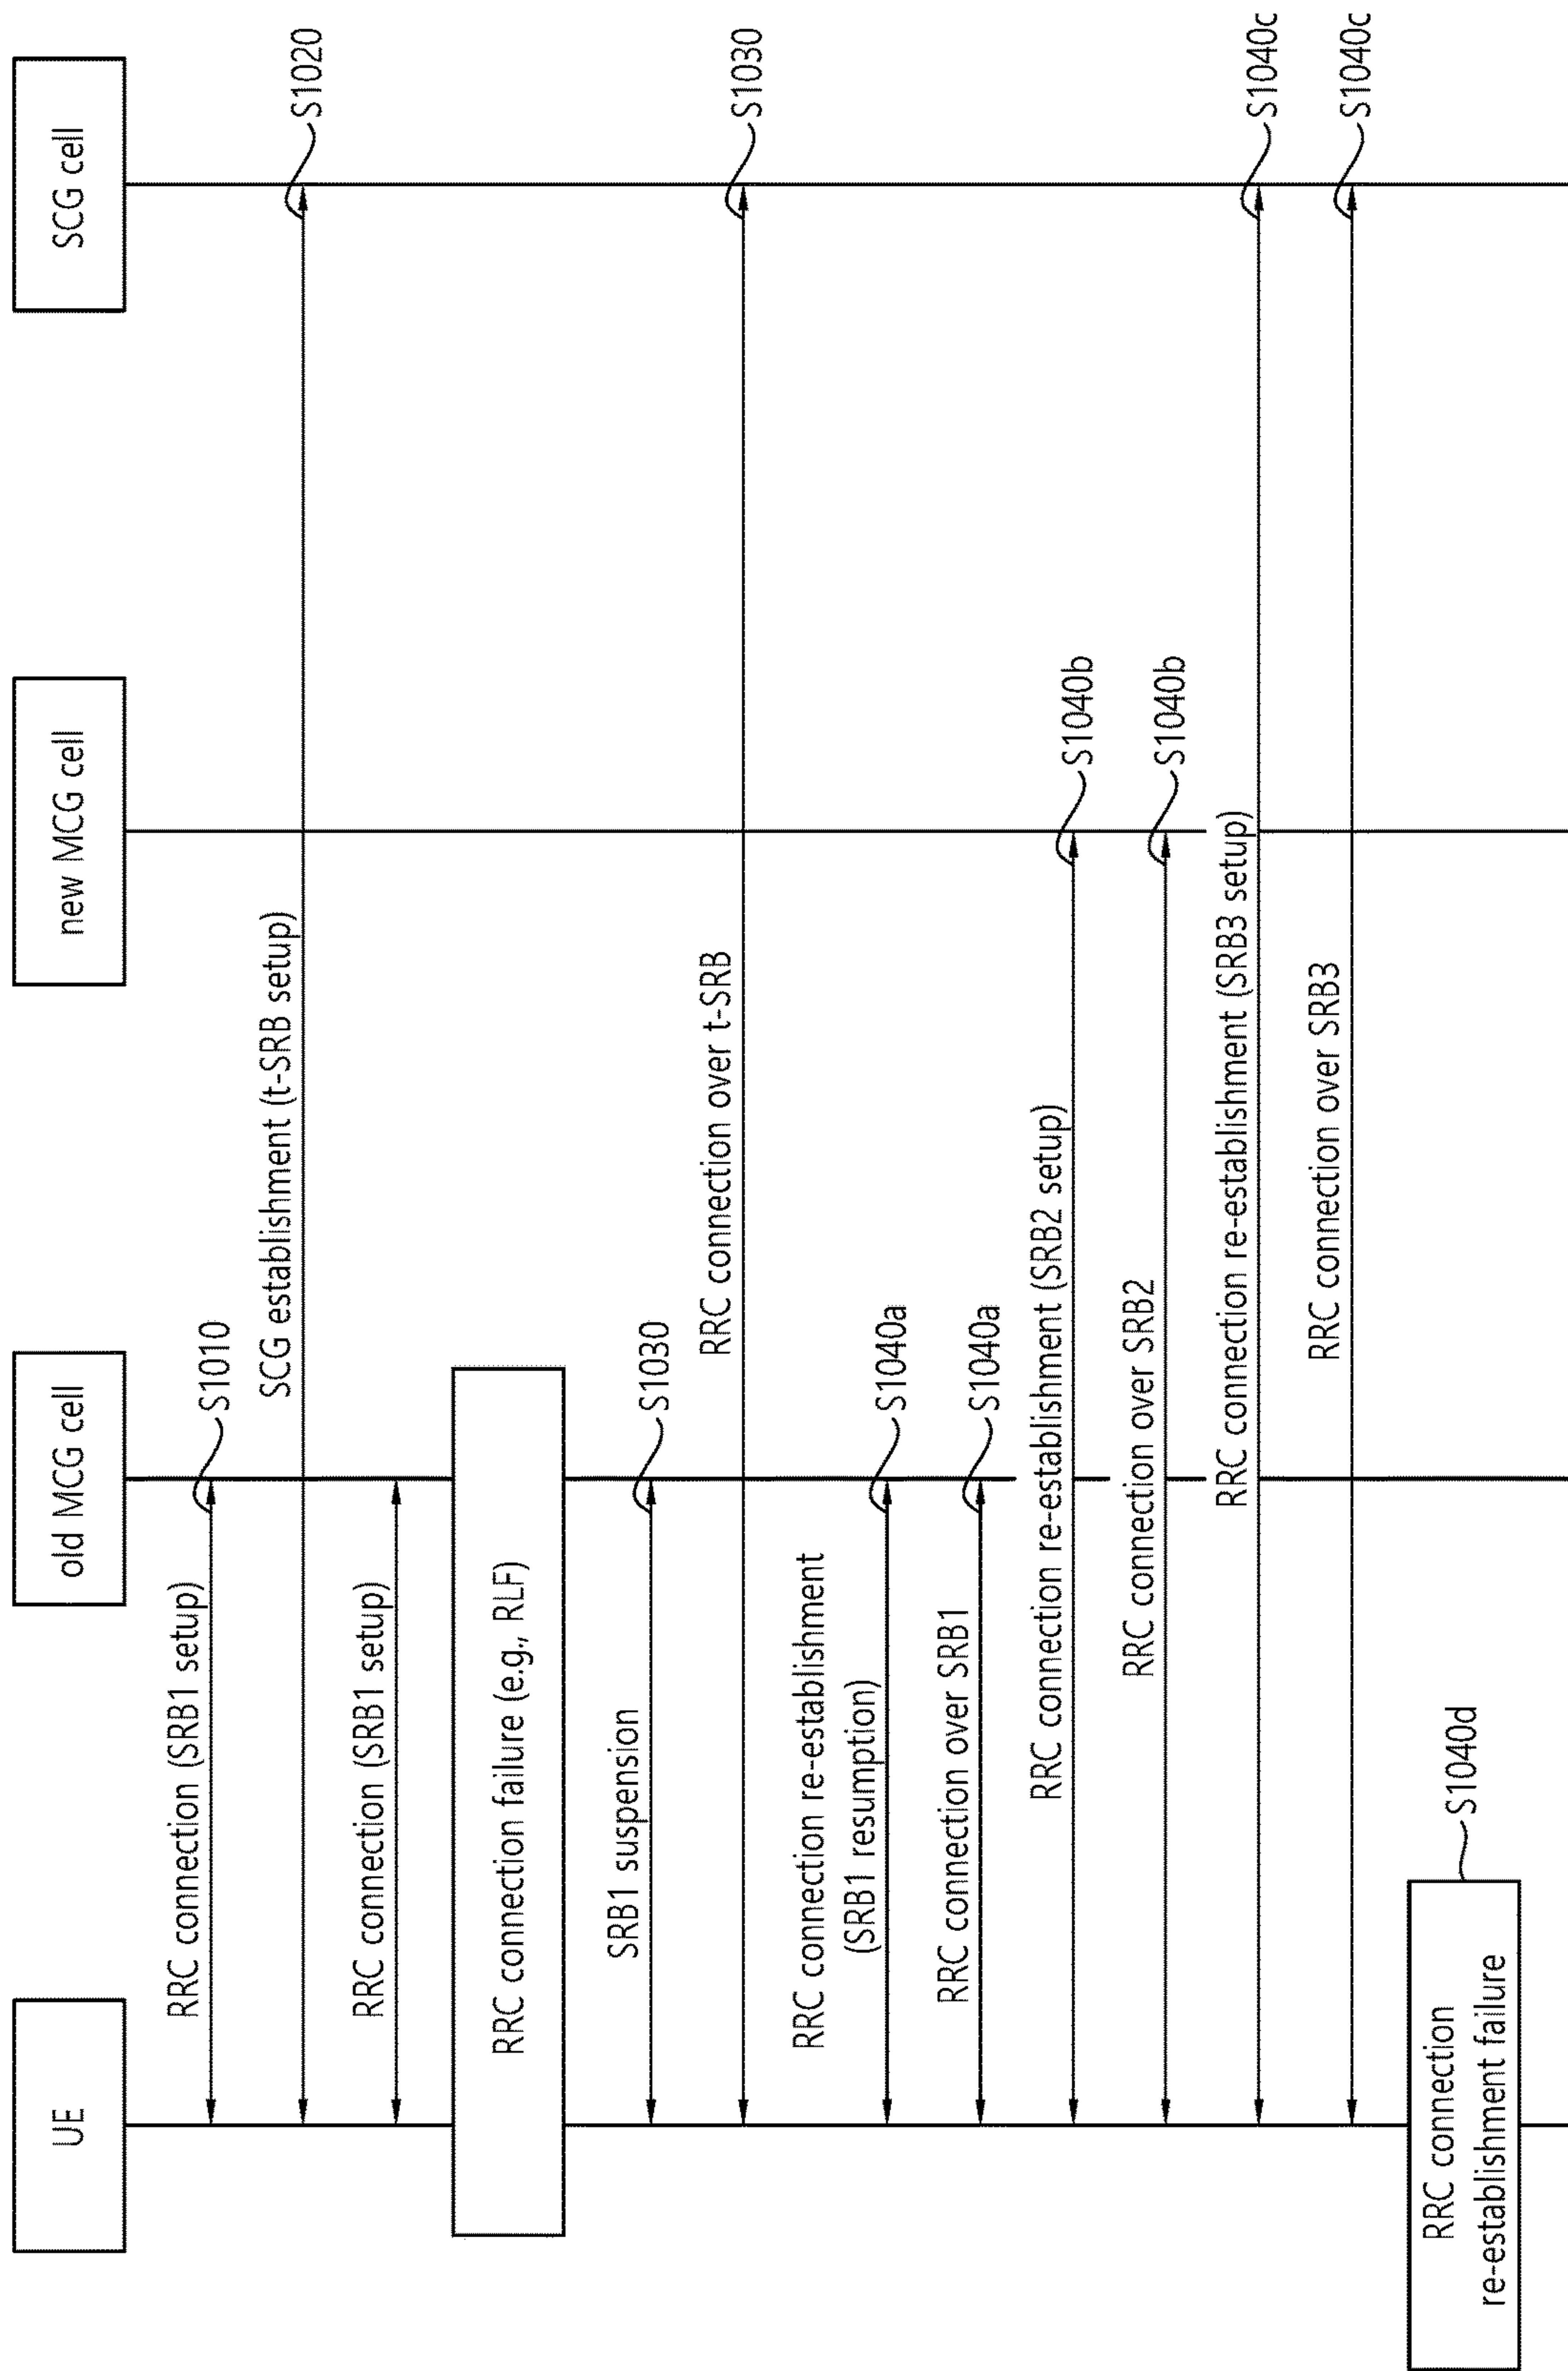 UE
old MCG cell
new MCG cell
SCG cell
RRC connection (SRB1 setup)
S1010
SCG establishment (t-SRB setup)
S1020
RRC connection (SRB1 setup)
RRC connection failure (e.g., RLF)
SRB1 suspension
S1030
RRC connection over t-SRB
S1030
RRC connection re-establishment
(SRB1 resumption)
S1040a
RRC connection over SRB1
S1040a
RRC connection re-establishment (SRB2 setup)
S1040b
RRC connection over SRB2
S1040b
RRC connection re-establishment (SRB3 setup)
S1040c
RRC connection over SRB3
S1040c
RRC connection
re-establishment failure
S1040d